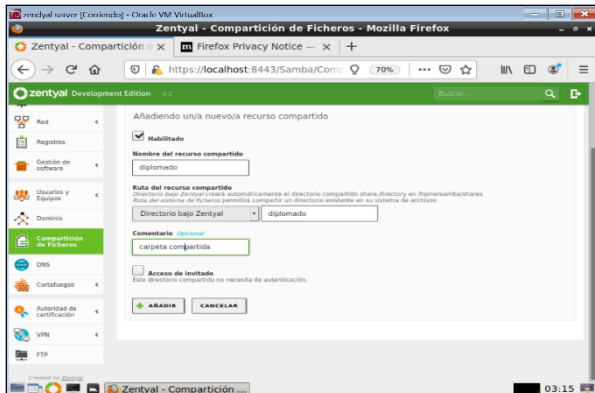 zendyal server [Corriendo] - Oracle VM VirtualBox
Zentyal - Compartición de Ficheros - Mozilla Firefox
Zentyal - Compartición
Firefox Privacy Notice —
https://localhost:8443/Samba/Com
70%
zentyal Development Edition 6.2
Buscar...
Red
Registros
Gestión de
software
Usuarios y
Equipos
Dominio
Compartición
de Ficheros
DNS
Cortafuegos
Autoridad de
certificación
VPN
FTP
Created by Zentyal
Añadiendo un/a nuevo/a recurso compartido
Habilitado
Nombre del recurso compartido
diplomado
Ruta del recurso compartido
Directorio bajo Zentyal creará automáticamente el directorio compartido share.directory en /home/samba/shares
Ruta del sistema de ficheros permitirá compartir un directorio existente en su sistema de archivos
Directorio bajo Zentyal
diplomado
Comentario Opcional
carpeta compartida
Acceso de invitado
Este directorio compartido no necesita de autenticación.
+ AÑADIR
CANCELAR
Zentyal - Compartición ...
03:15